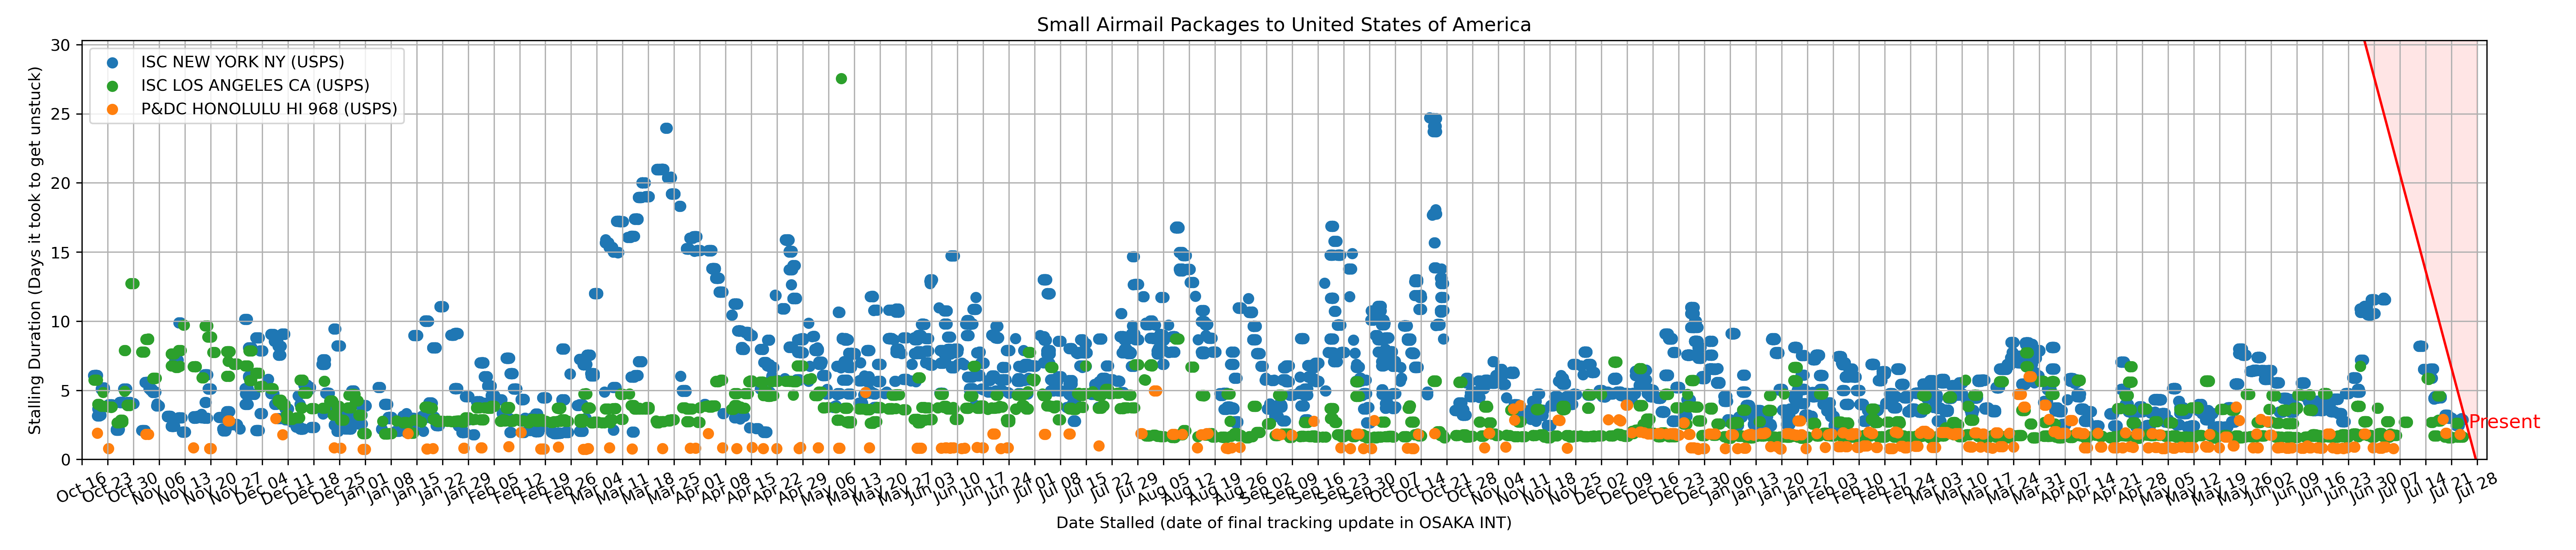 Small Airmail Packages to United States of America
ISC NEW YORK NY (USPS)
ISC LOS ANGELES CA (USPS)
P&DC HONOLULU HI 968 (USPS)
Stalling Duration (Days it took to get unstuck)
30
25
20
15
10
5
0
Present
Oct 16
Oct 23
Oct 30
Nov 06
Nov 13
Nov 20
Nov 27
Dec 04
Dec 11
Dec 18
Dec 25
Jan 01
Jan 08
Jan 15
Jan 22
Jan 29
Feb 05
Feb 12
Feb 19
Feb 26
Mar 04
Mar 11
Mar 18
Mar 25
Apr 01
Apr 08
Apr 15
Apr 22
Apr 29
May 06
May 13
May 20
May 27
Jun 03
Jun 10
Jun 17
Jun 24
Jul 01
Jul 08
Jul 15
Jul 22
Jul 29
Aug 05
Aug 12
Aug 19
Aug 26
Sep 02
Sep 09
Sep 16
Sep 23
Sep 30
Oct 07
Oct 14
Oct 21
Oct 28
Nov 04
Nov 11
Nov 18
Nov 25
Dec 02
Dec 09
Dec 16
Dec 23
Dec 30
Jan 06
Jan 13
Jan 20
Jan 27
Feb 03
Feb 10
Feb 17
Feb 24
Mar 03
Mar 10
Mar 17
Mar 24
Mar 31
Apr 07
Apr 14
Apr 21
Apr 28
May 05
May 12
May 19
May 26
Jun 02
Jun 09
Jun 16
Jun 23
Jun 30
Jul 07
Jul 14
Jul 21
Jul 28
Date Stalled (date of final tracking update in OSAKA INT)